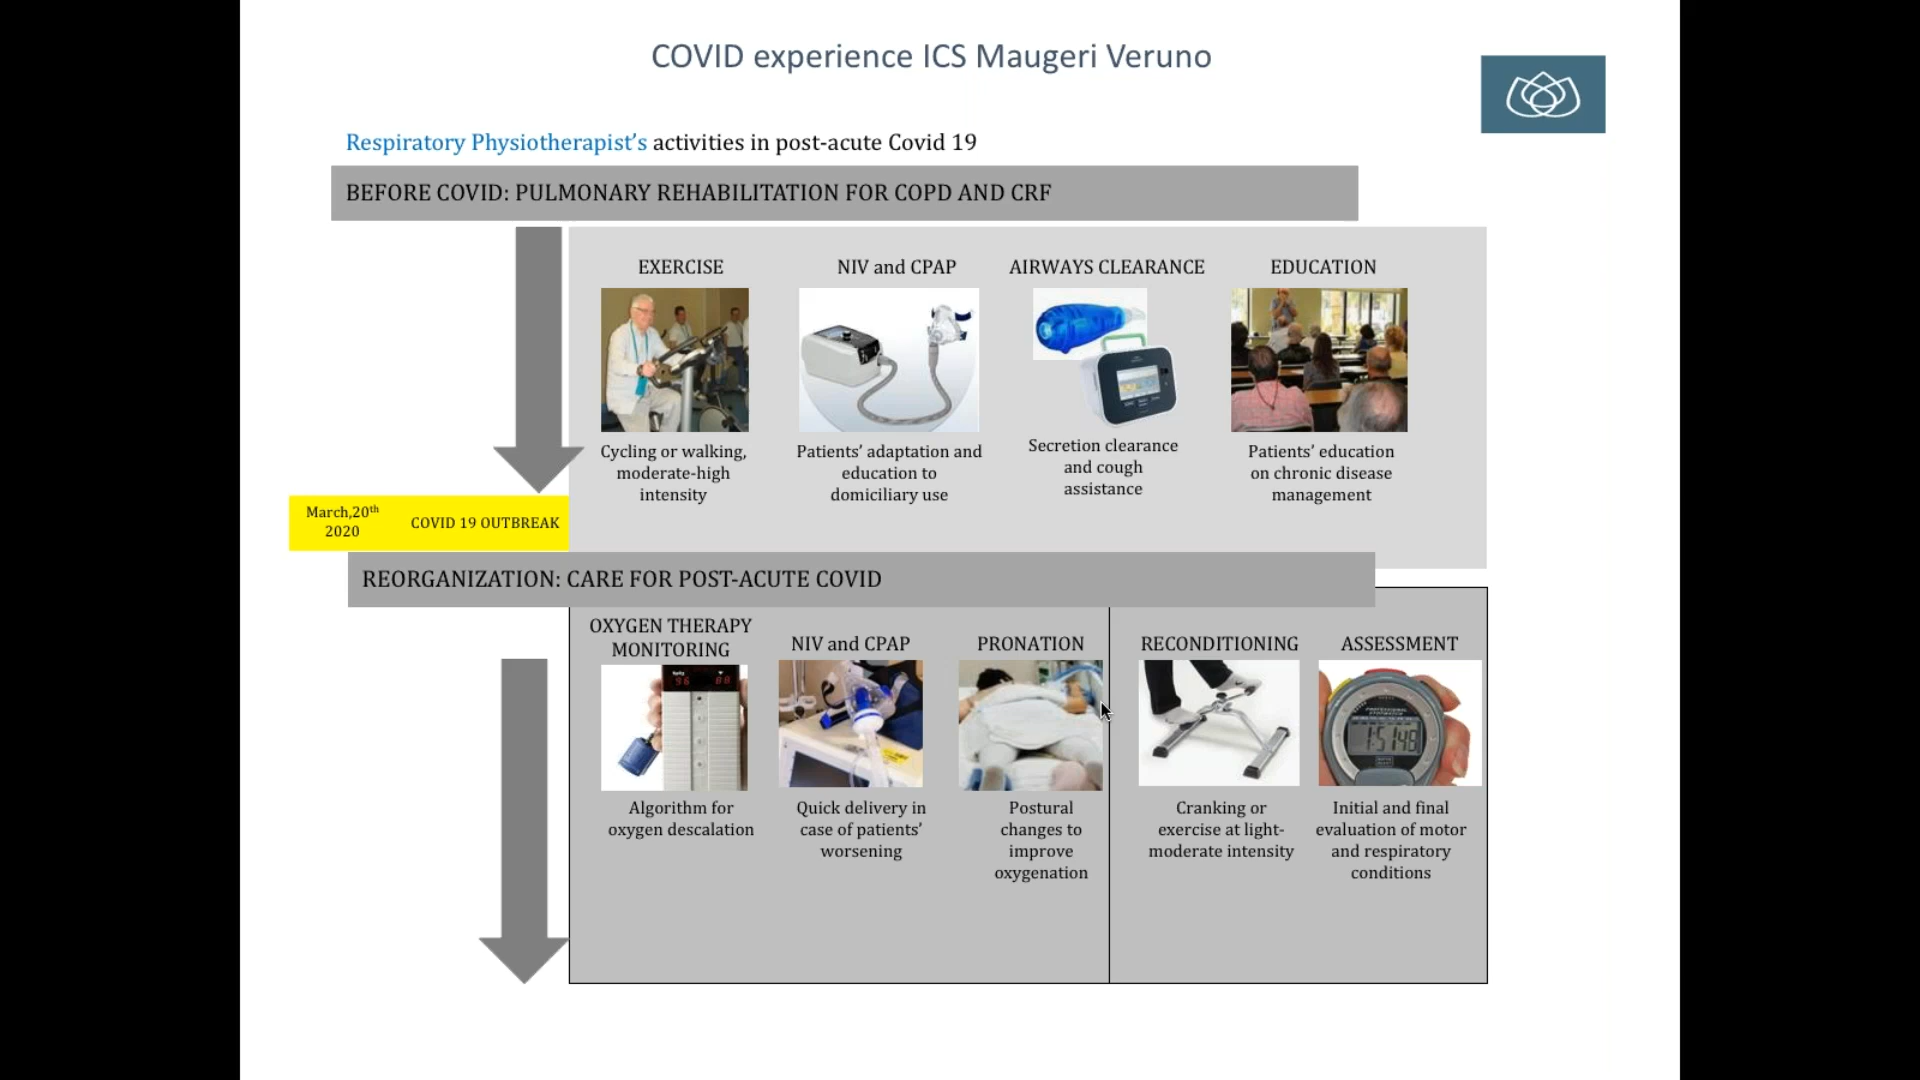 COVID experience ICS Maugeri Veruno
Respiratory Physiotherapist's activities in post-acute Covid 19
BEFORE COVID: PULMONARY REHABILITATION FOR COPD AND CRF
EXERCISE
Cycling or walking,
moderate-high
intensity
NIV and CPAP
Patients' adaptation and
education to
domiciliary use
AIRWAYS CLEARANCE
Secretion clearance
and cough
assistance
EDUCATION
Patients' education
on chronic disease
management
March,20th
2020
COVID 19 OUTBREAK
REORGANIZATION: CARE FOR POST-ACUTE COVID
OXYGEN THERAPY
MONITORING
96 88
Algorithm for
oxygen descalation
NIV and CPAP
Quick delivery in
case of patients'
worsening
PRONATION
Postural
changes to
improve
oxygenation
RECONDITIONING
Cranking or
exercise at light-
moderate intensity
ASSESSMENT
1:5148
Initial and final
evaluation of motor
and respiratory
conditions